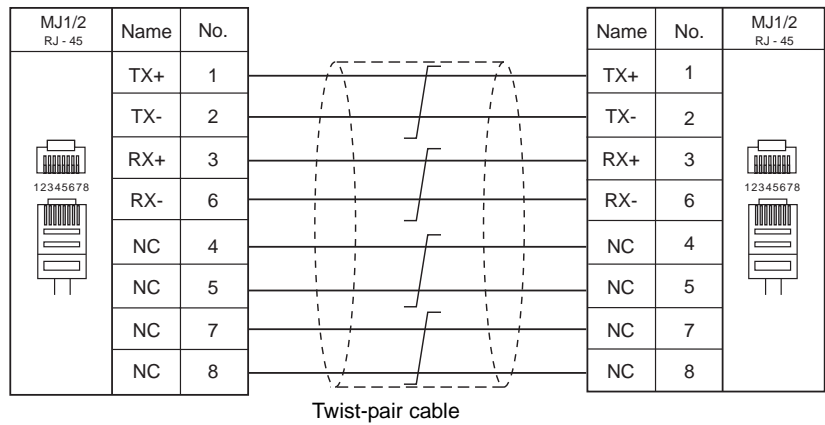 MJ1/2 Name No. Name No. MJ1/2
RJ - 45 RJ - 45
TX+ 1 TX+ 1
TX- 2 TX- 2
RX+ 3 RX+ 3
12345678 12345678
RX- 6 RX- 6
NC 4 NC 4
NC 5 NC 5
NC 7 NC 7
NC 8 NC 8
Twist-pair cable